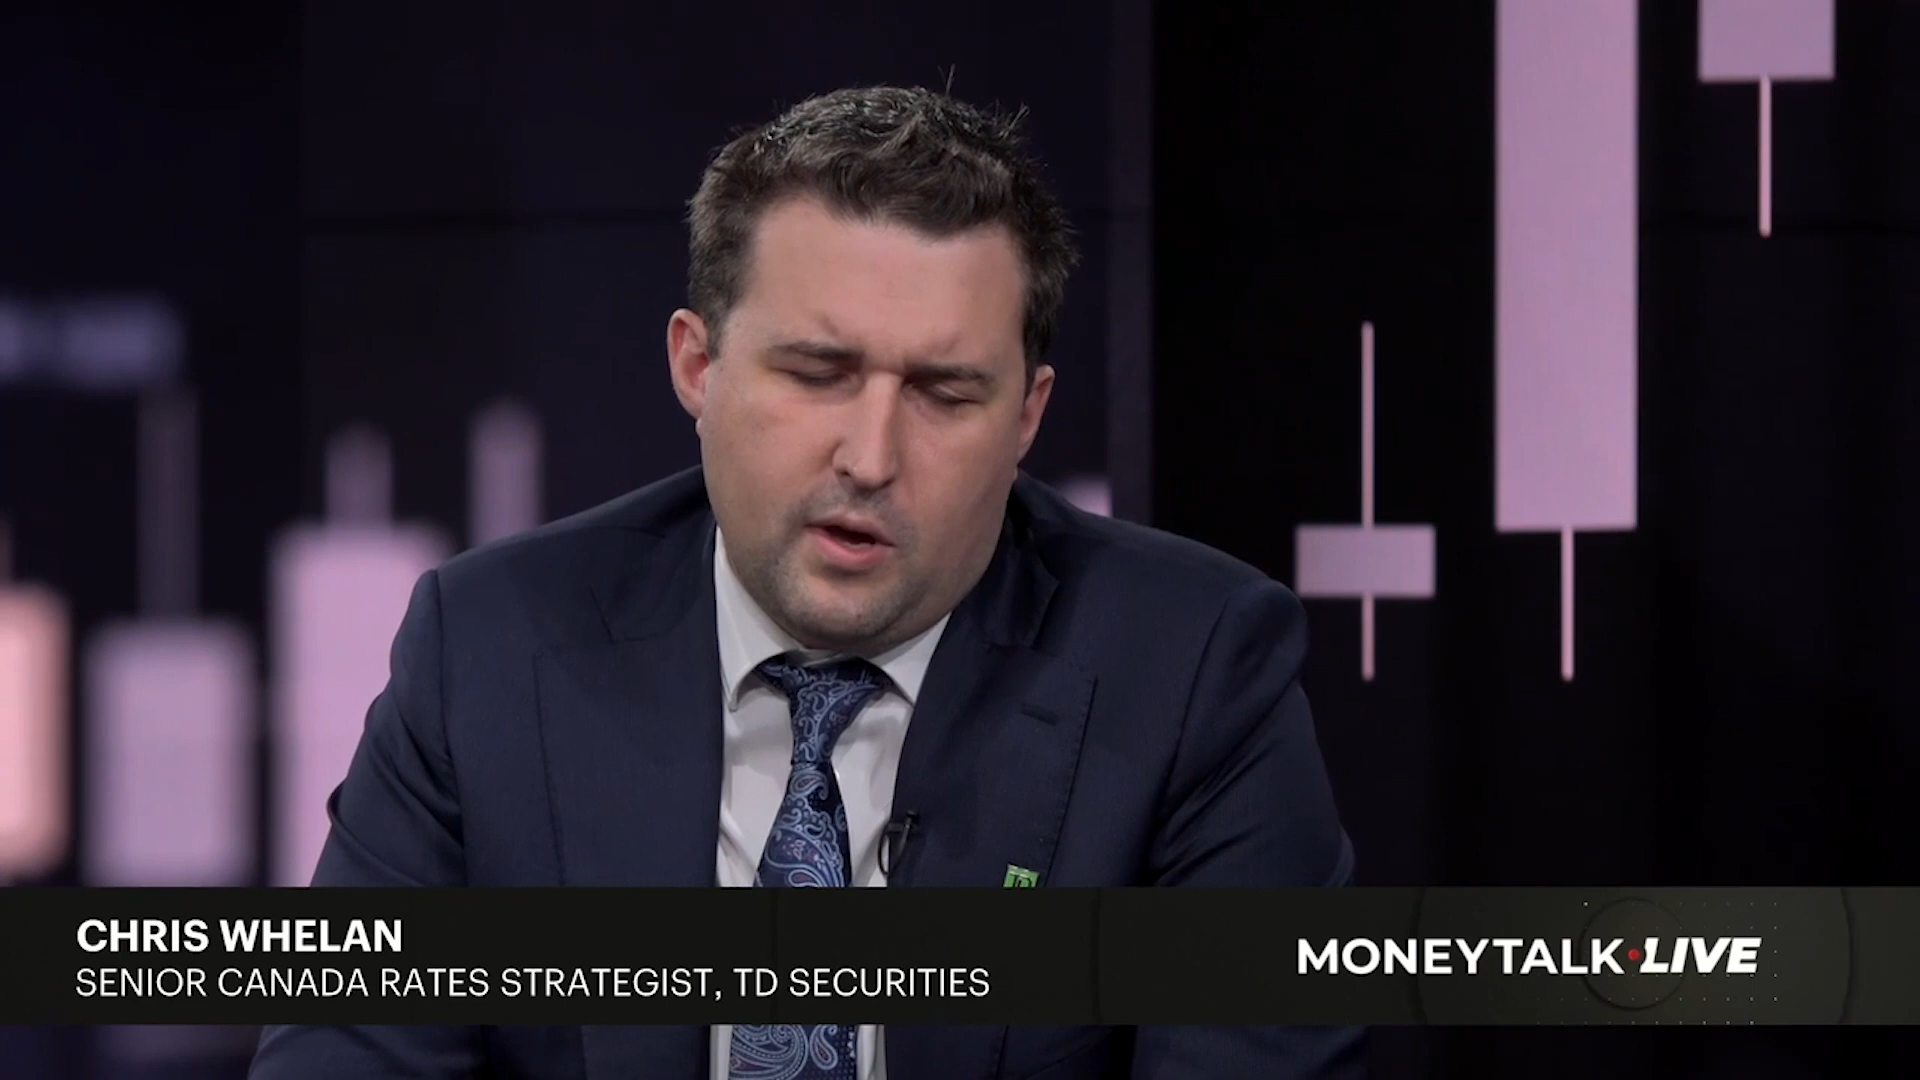 CHRIS WHELAN
SENIOR CANADA RATES STRATEGIST, TD SECURITIES
MONEYTALK LIVE